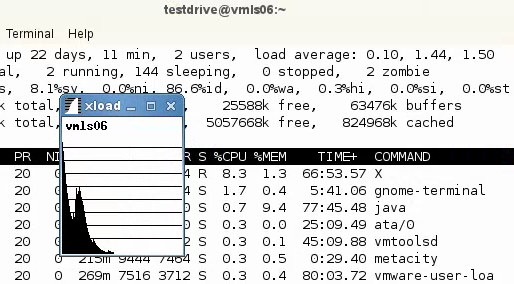 testdrive@vmls06:~
Terminal Help
up 22 days, 11 min, 2 users, load average: 0.10, 1.44, 1.50
al, 2 running, 144 sleeping, 0 stopped, 2 zombie
s, 8.1%sy, 0.0%ni, 86.6%id, 0.0%wa, 0.3%hi, 0.0%si, 0.0%st
k total, 25588k free, 63476k buffers
k total, 5057668k free, 824968k cached
xload
vmls06
PR NI R S %CPU %MEM TIME+ COMMAND
20 0 4 R 8.3 1.3 66:53.57 X
20 0 4 S 1.7 0.4 5:41.06 gnome-terminal
20 0 4 S 0.7 9.4 77:45.48 java
20 0 0 S 0.3 0.0 25:09.49 ata/0
20 0 2 S 0.3 0.1 45:09.88 vmtoolsd
20 0 215m 9444 7464 S 0.3 0.5 0:29.40 metacity
20 0 269m 7516 3712 S 0.3 0.4 80:03.72 vmware-user-loa